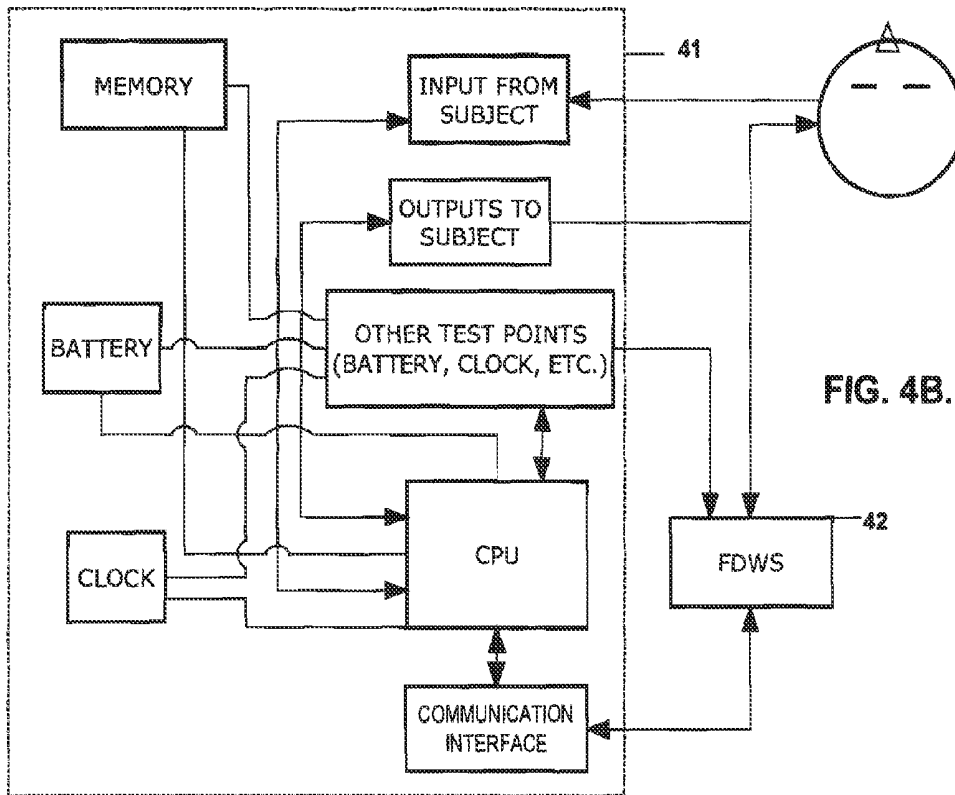 41
MEMORY
INPUT FROM
SUBJECT
OUTPUTS TO
SUBJECT
BATTERY
OTHER TEST POINTS
(BATTERY, CLOCK, ETC.)
FIG. 4B.
CLOCK
CPU
42
FDWS
COMMUNICATION
INTERFACE